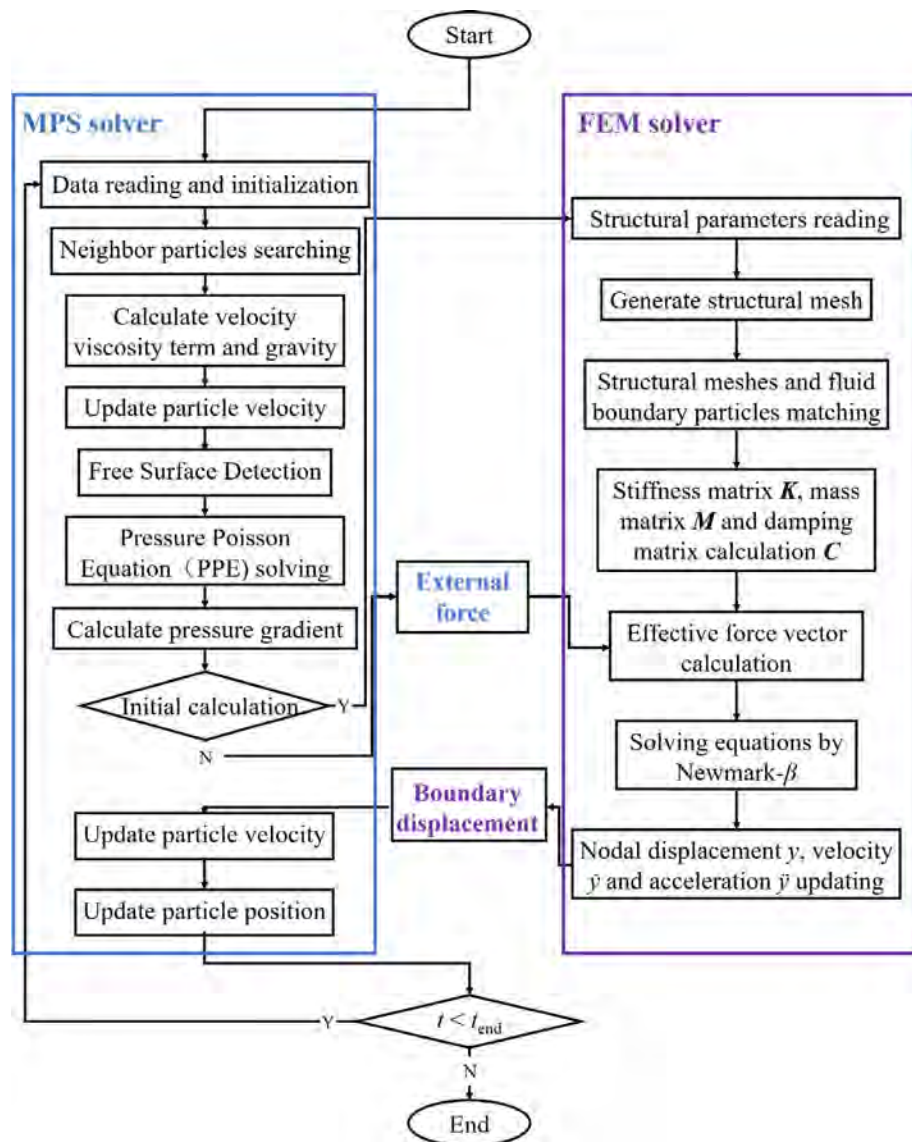 Start
MPS solver
Data reading and initialization
Neighbor particles searching
Calculate velocity
viscosity term and gravity
Update particle velocity
Free Surface Detection
Pressure Poisson
Equation（PPE) solving
Calculate pressure gradient
Initial calculation
Y
N
External
force
FEM solver
Structural parameters reading
Generate structural mesh
Structural meshes and fluid
boundary particles matching
Stiffness matrix K, mass
matrix M and damping
matrix calculation C
Effective force vector
calculation
Solving equations by
Newmark-β
Nodal displacement y, velocity
ẏ and acceleration ÿ updating
Boundary
displacement
Update particle velocity
Update particle position
t < tend
Y
N
End